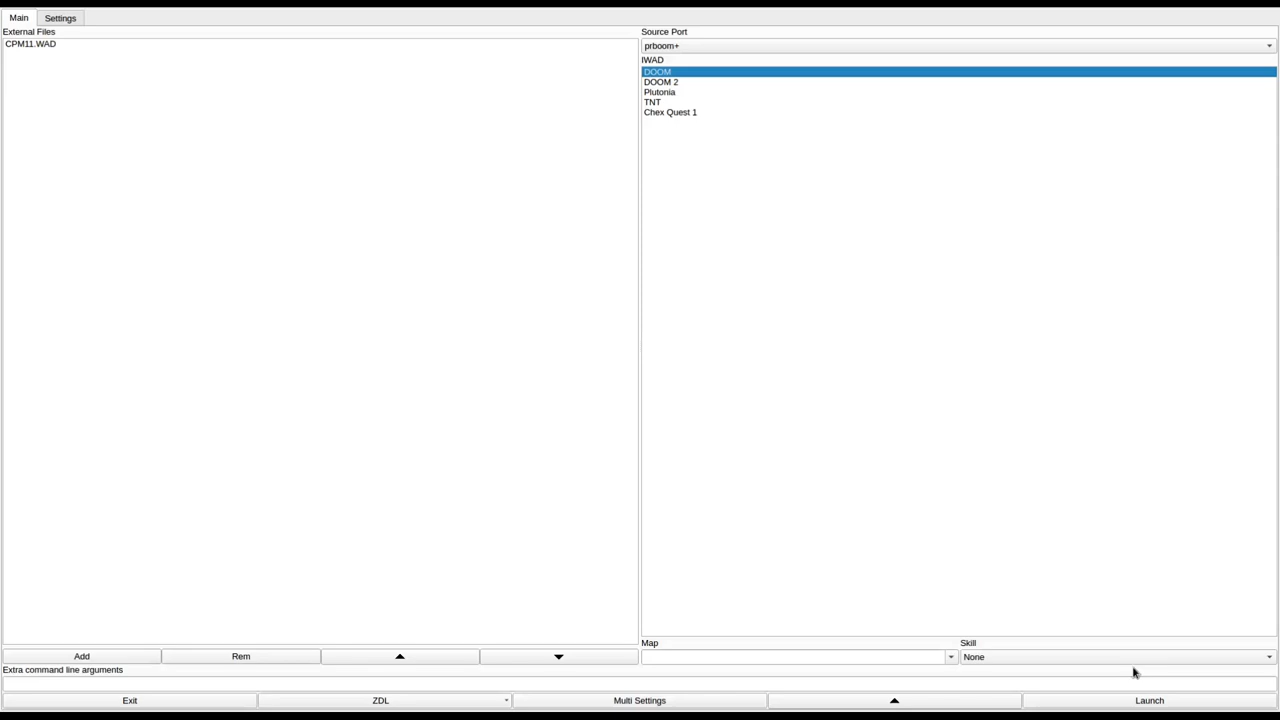 Main
Settings
External Files
CPM11.WAD
Source Port
prboom+
IWAD
DOOM
DOOM 2
Plutonia
TNT
Chex Quest 1
Add
Rem
Map
Skill
None
Extra command line arguments
Exit
ZDL
Multi Settings
Launch